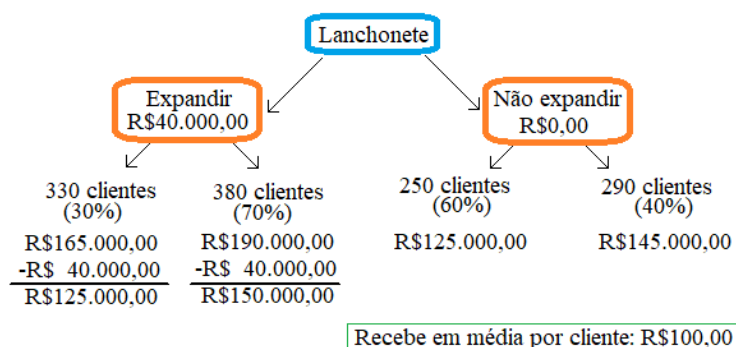 Lanchonete
Expandir
R$40.000,00
Não expandir
R$0,00
330 clientes
(30%)
R$165.000,00
-R$ 40.000,00
R$125.000,00
380 clientes
(70%)
R$190.000,00
-R$ 40.000,00
R$150.000,00
250 clientes
(60%)
R$125.000,00
290 clientes
(40%)
R$145.000,00
Recebe em média por cliente: R$100,00